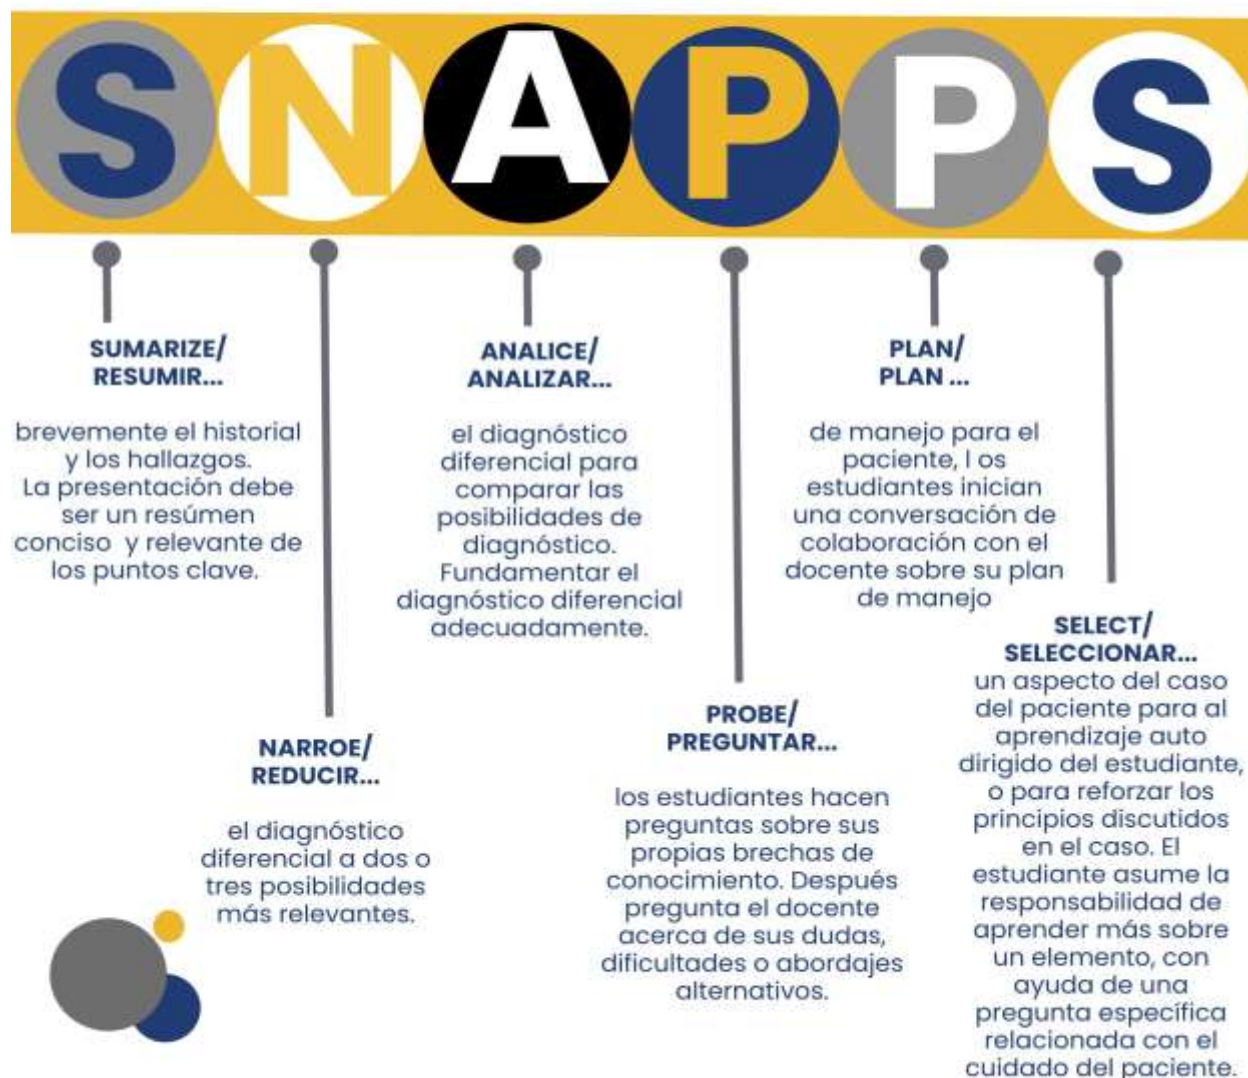 SNAPPS
SUMARIZE/
RESUMIR...
brevemente el historial
y los hallazgos.
La presentación debe
ser un resúmen
conciso y relevante de
los puntos clave.
NARROE/
REDUCIR...
el diagnóstico
diferencial a dos o
tres posibilidades
más relevantes.
ANALICE/
ANALIZAR...
el diagnóstico
diferencial para
comparar las
posibilidades de
diagnóstico.
Fundamentar el
diagnóstico diferencial
adecuadamente.
PROBE/
PREGUNTAR...
los estudiantes hacen
preguntas sobre sus
propias brechas de
conocimiento. Después
pregunta el docente
acerca de sus dudas,
dificultades o abordajes
alternativos.
PLAN/
PLAN ...
de manejo para el
paciente, l os
estudiantes inician
una conversación de
colaboración con el
docente sobre su plan
de manejo
SELECT/
SELECCIONAR...
un aspecto del caso
del paciente para al
aprendizaje auto
dirigido del estudiante,
o para reforzar los
principios discutidos
en el caso. El
estudiante asume la
responsabilidad de
aprender más sobre
un elemento, con
ayuda de una
pregunta específica
relacionada con el
cuidado del paciente.